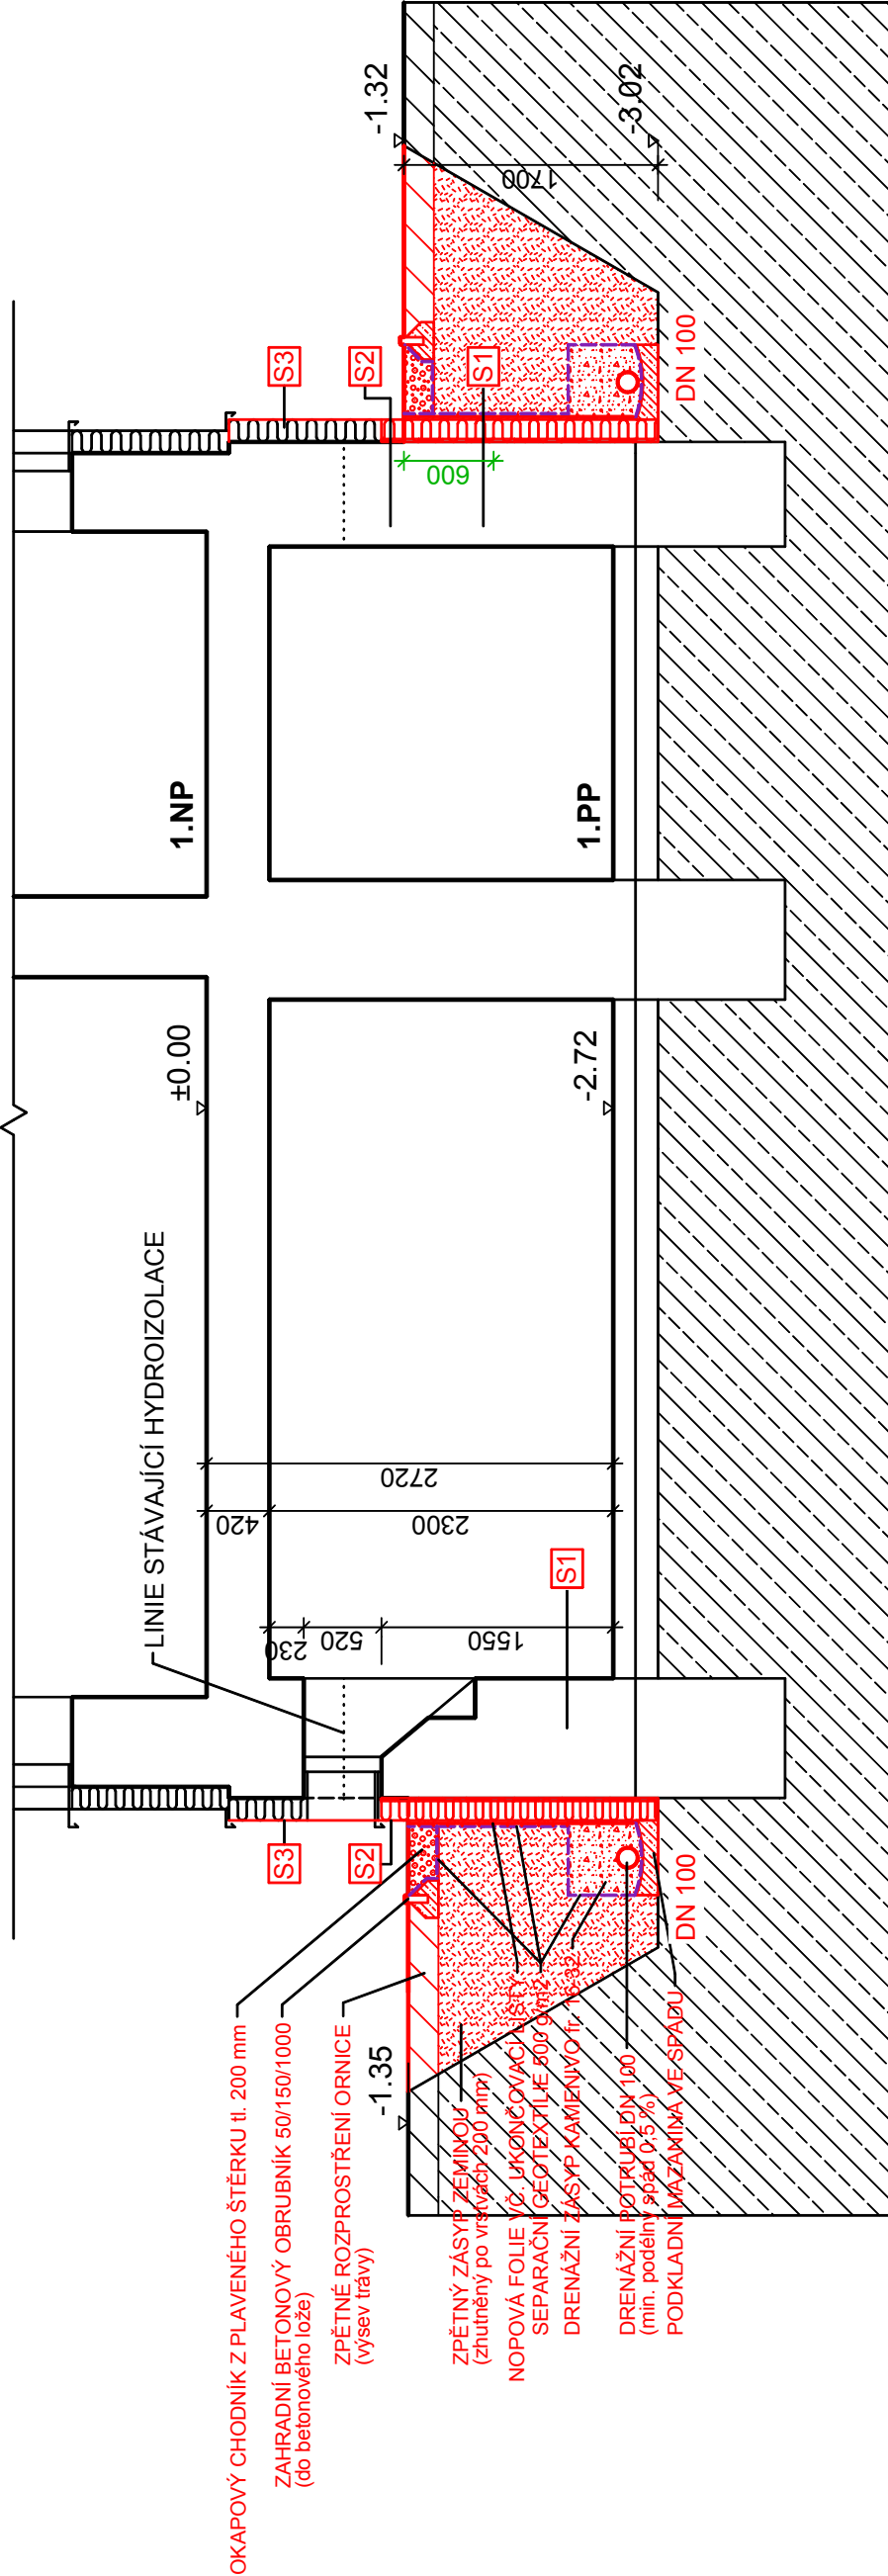 OKAPOVÝ CHODNÍK Z PLAVENÉHO ŠTĚRKU tl. 200 mm
ZAHRADNÍ BETONOVÝ OBRUBNÍK 50/150/1000
(do betonového lože)
ZPĚTNÉ ROZPROSTŘENÍ ORNICE
(výsev trávy)
ZPĚTNÝ ZÁSYP ZEMINOU
(zhutněný po vrstvách 200 mm)
NOPOVÁ FOLIE VČ. UKONČOVACÍ LIŠTY
SEPARAČNÍ GEOTEXTÍLIE 500 g/m2
DRENÁŽNÍ ZÁSYP KAMENIVO fr. 16-32
DRENÁŽNÍ POTRUBÍ DN 100
(min. podélný spád 0,5 %)
PODKLADNÍ MAZANINA VE SPÁDU
-1.35
DN 100
S3
S2
S1
LINIE STÁVAJÍCÍ HYDROIZOLACE
230
520
1550
420
2300
2720
±0.00
-2.72
1.NP
1.PP
S3
S2
S1
600
DN 100
1700
-1.32
-3.02